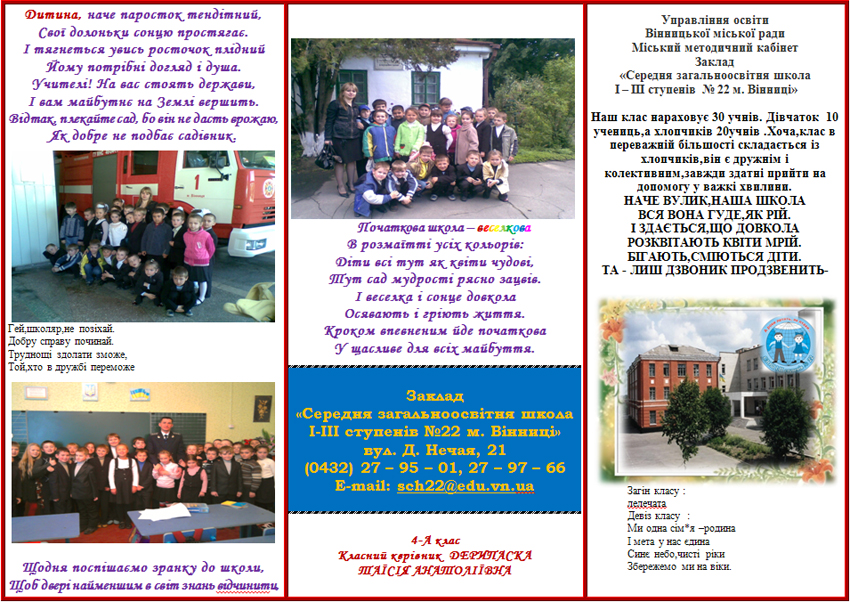 Дитина, наче паросток тендітний,
Свої долоньки сонцю простягає.
І тягнеться увись росточок плідний
Йому потрібні догляд і душа.
Учителі! На вас стоять держави,
І вам майбутнє на Землі вершить.
Відтак, плекайте сад, бо він не дасть врожаю,
Як добре не подбає садівник.
1
Гей,школяр,не позіхай.
Добру справу починай.
Труднощі здолати зможе,
Той,хто в дружбі переможе
Щодня поспішаємо зранку до школи,
Щоб двері найменшим в світ знань відчинити.
Початкова школа – веселкова
В розмаїтті усіх кольорів:
Діти всі тут як квіти чудові,
Тут сад мудрості рясно зацвів.
І веселка і сонце довкола
Осявають і гріють життя.
Кроком впевненим йде початкова
У щасливе для всіх майбуття.
Заклад
«Середня загальноосвітня школа
І-ІІІ ступенів №22 м. Вінниці»
вул. Д. Нечая, 21
(0432) 27 – 95 – 01, 27 – 97 – 66
E-mail: sch22@edu.vn.ua
4-А клас
Класний керівник ДЕРИПАСКА
ТАЇСІЯ АНАТОЛІЇВНА
Управління освіти
Вінницької міської ради
Міський методичний кабінет
Заклад
«Середня загальноосвітня школа
І – ІІІ ступенів № 22 м. Вінниці»
Наш клас нараховує 30 учнів. Дівчаток 10
учениць,а хлопчиків 20учнів .Хоча,клас в
переважній більшості складається із
хлопчиків,він є дружнім і
колективним,завжди здатні прийти на
допомогу у важкі хвилини.
НАЧЕ ВУЛИК,НАША ШКОЛА
ВСЯ ВОНА ГУДЕ,ЯК РІЙ.
І ЗДАЄТЬСЯ,ЩО ДОВКОЛА
РОЗКВІТАЮТЬ КВІТИ МРІЙ.
БІГАЮТЬ,СМІЮТЬСЯ ДІТИ.
ТА - ЛИШ ДЗВОНИК ПРОДЗВЕНИТЬ-
Загін класу :
лелечата
Девіз класу :
Ми одна сім*я –родина
І мета у нас єдина
Синє небо,чисті ріки
Збережемо ми на віки.